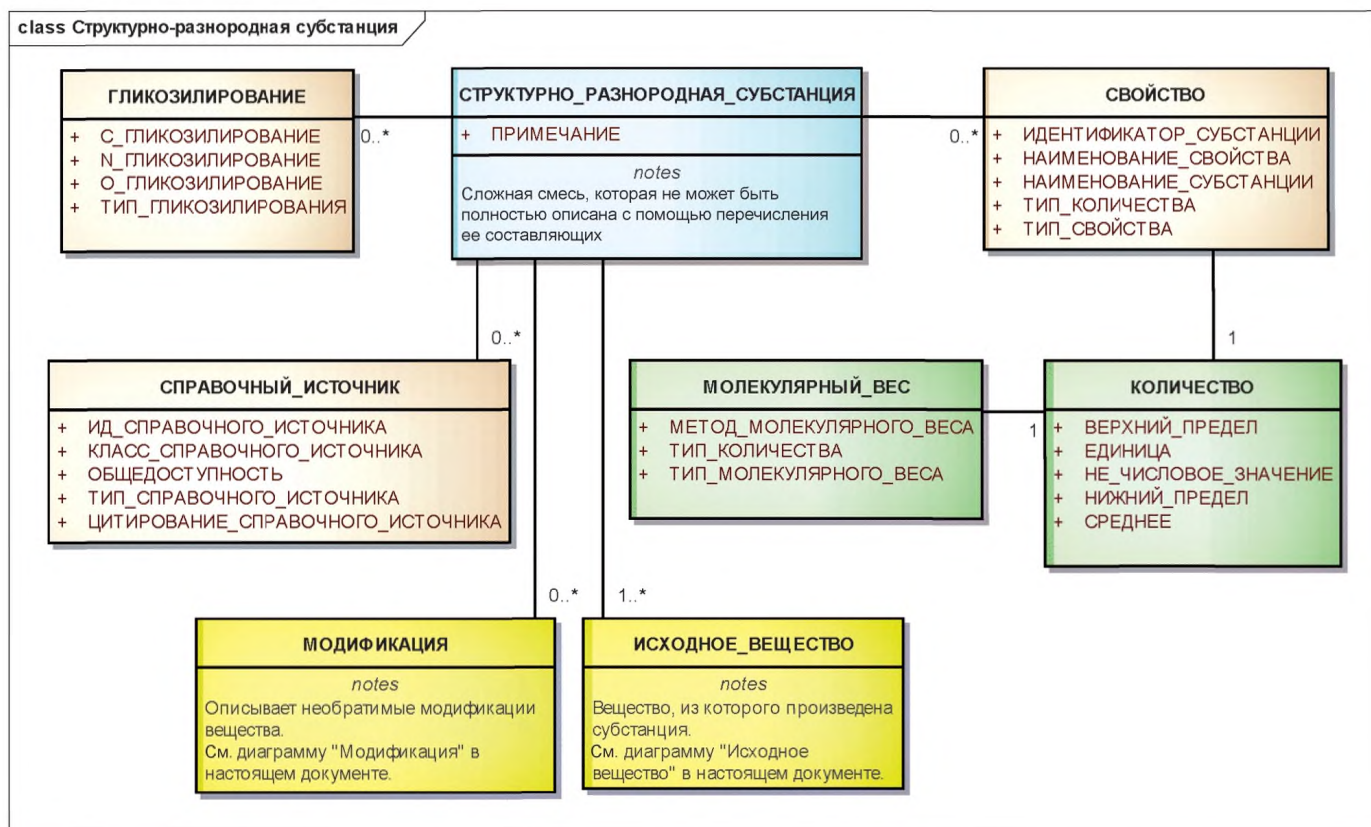 class Структурно-разнородная субстанция
ГЛИКОЗИЛИРОВАНИЕ
+ С_ГЛИКОЗИЛИРОВАНИЕ
+ N_ГЛИКОЗИЛИРОВАНИЕ
+ О_ГЛИКОЗИЛИРОВАНИЕ
+ ТИП_ГЛИКОЗИЛИРОВАНИЯ
0..*
СТРУКТУРНО_РАЗНОРОДНАЯ_СУБСТАНЦИЯ
+ ПРИМЕЧАНИЕ
notes
Сложная смесь, которая не может быть
полностью описана с помощью перечисления
ее составляющих
0..*
СВОЙСТВО
+ ИДЕНТИФИКАТОР_СУБСТАНЦИИ
+ НАИМЕНОВАНИЕ_СВОЙСТВА
+ НАИМЕНОВАНИЕ_СУБСТАНЦИИ
+ ТИП_КОЛИЧЕСТВА
+ ТИП_СВОЙСТВА
0..*
1
СПРАВОЧНЫЙ_ИСТОЧНИК
+ ИД_СПРАВОЧНОГО_ИСТОЧНИКА
+ КЛАСС_СПРАВОЧНОГО_ИСТОЧНИКА
+ ОБЩЕДОСТУПНОСТЬ
+ ТИП_СПРАВОЧНОГО_ИСТОЧНИКА
+ ЦИТИРОВАНИЕ_СПРАВОЧНОГО_ИСТОЧНИКА
МОЛЕКУЛЯРНЫЙ_ВЕС
+ МЕТОД_МОЛЕКУЛЯРНОГО_ВЕСА
+ ТИП_КОЛИЧЕСТВА
+ ТИП_МОЛЕКУЛЯРНОГО_ВЕСА
1
КОЛИЧЕСТВО
+ ВЕРХНИЙ_ПРЕДЕЛ
+ ЕДИНИЦА
+ НЕ_ЧИСЛОВОЕ_ЗНАЧЕНИЕ
+ НИЖНИЙ_ПРЕДЕЛ
+ СРЕДНЕЕ
0..*
1..*
МОДИФИКАЦИЯ
notes
Описывает необратимые модификации
вещества.
См. диаграмму "Модификация" в
настоящем документе.
ИСХОДНОЕ_ВЕЩЕСТВО
notes
Вещество, из которого произведена
субстанция.
См. диаграмму "Исходное
вещество" в настоящем документе.